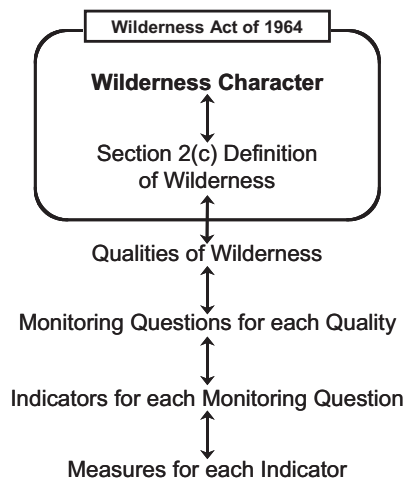 Wilderness Act of 1964
Wilderness Character
Section 2(c) Definition
of Wilderness
Qualities of Wilderness
Monitoring Questions for each Quality
Indicators for each Monitoring Question
Measures for each Indicator